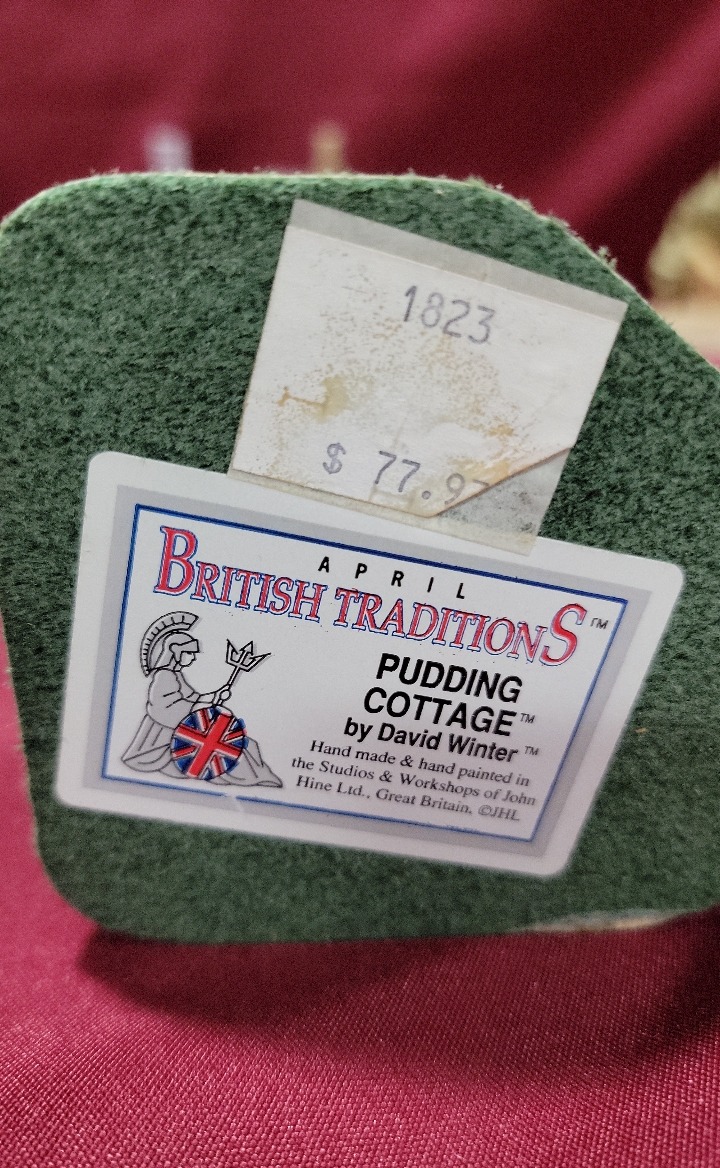 1823
$ 77.97
APRIL
BRITISH TRADITIONS™
PUDDING
COTTAGE™
by David Winter™
Hand made & hand painted in
the Studios & Workshops of John
Hine Ltd., Great Britain, ©JHL